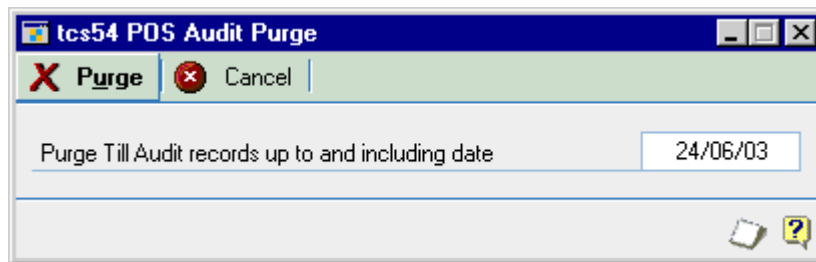 tcs54 POS Audit Purge
Purge Cancel
Purge Till Audit records up to and including date 24/06/03
?